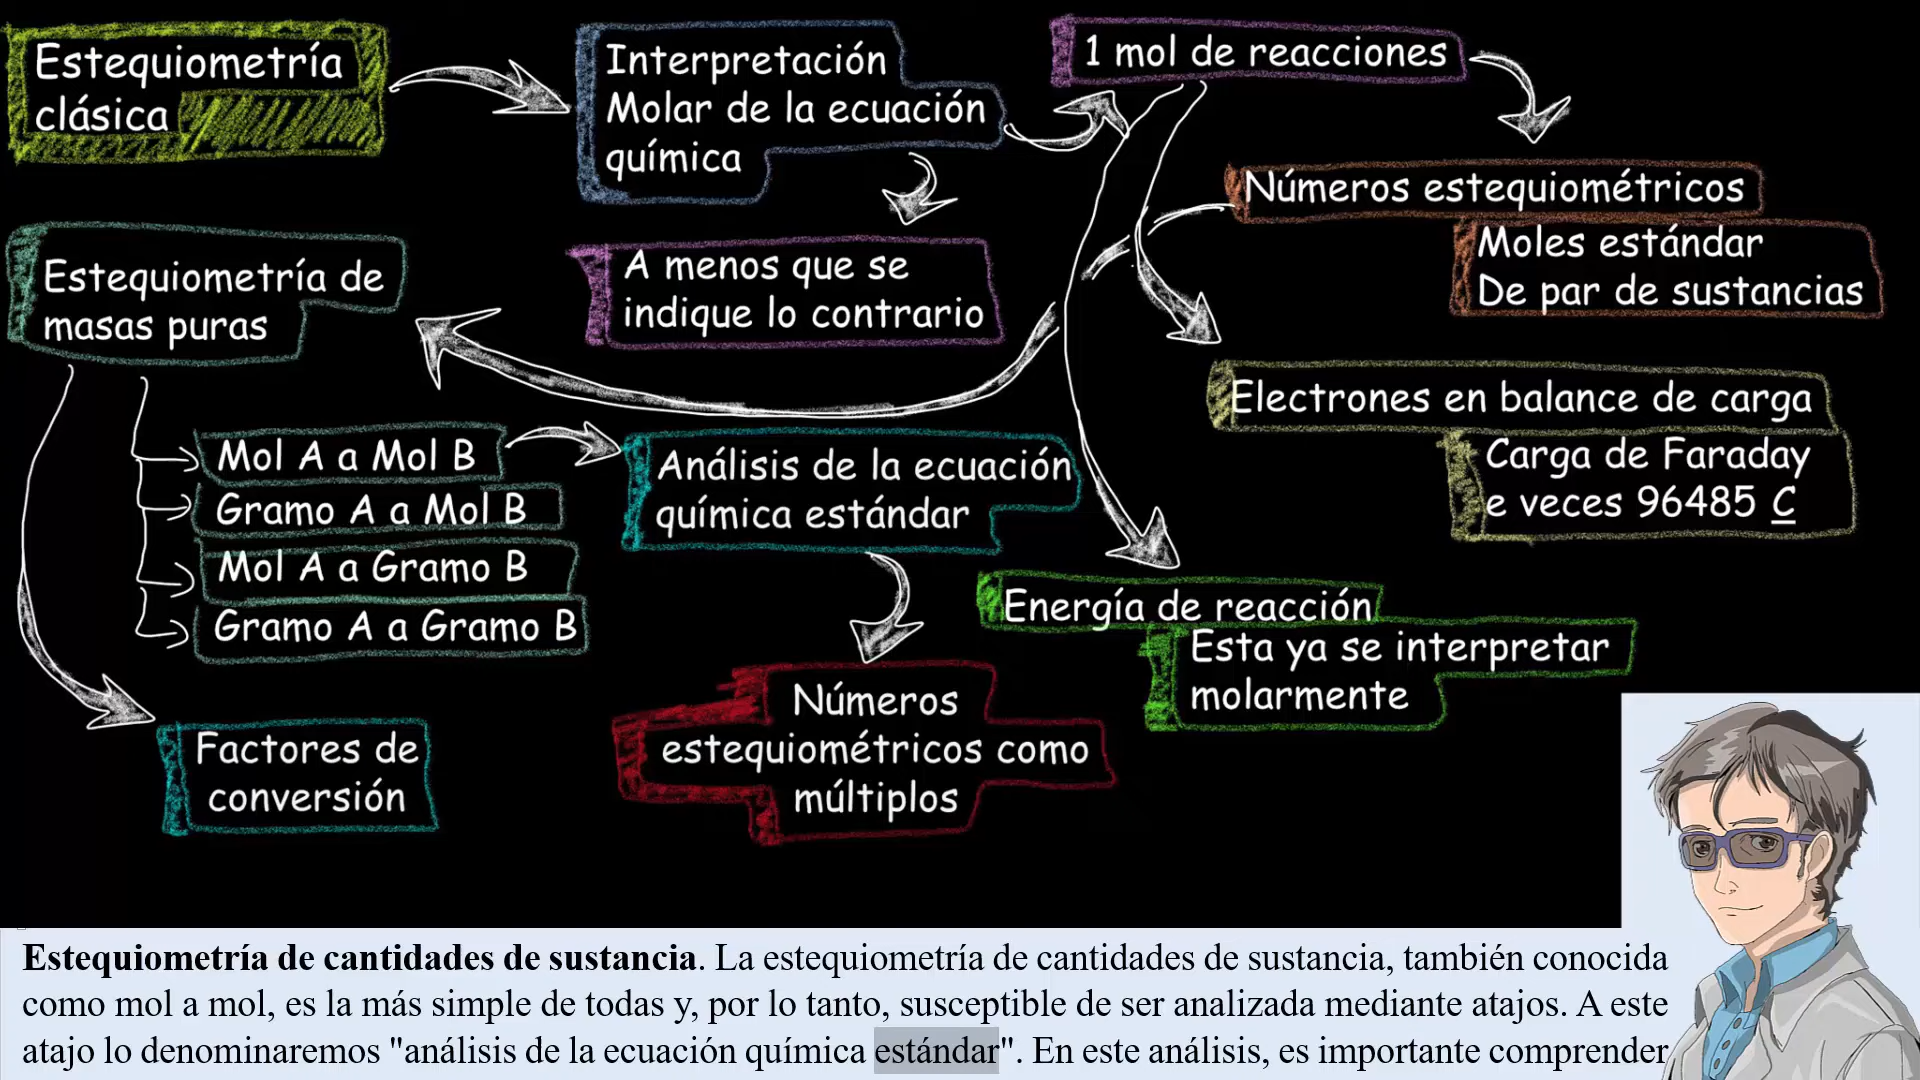 Estequiometría
clásica
Interpretación
Molar de la ecuación
química
1 mol de reacciones
Números estequiométricos
Moles estándar
De par de sustancias
A menos que se
indique lo contrario
Estequiometría de
masas puras
Electrones en balance de carga
Carga de Faraday
e veces 96485 C
Mol A a Mol B
Gramo A a Mol B
Mol A a Gramo B
Gramo A a Gramo B
Análisis de la ecuación
química estándar
Energía de reacción
Esta ya se interpretar
molarmente
Números
estequiométricos como
múltiplos
Factores de
conversión
Estequiometría de cantidades de sustancia. La estequiometría de cantidades de sustancia, también conocida
como mol a mol, es la más simple de todas y, por lo tanto, susceptible de ser analizada mediante atajos. A este
atajo lo denominaremos "análisis de la ecuación química estándar". En este análisis, es importante comprender